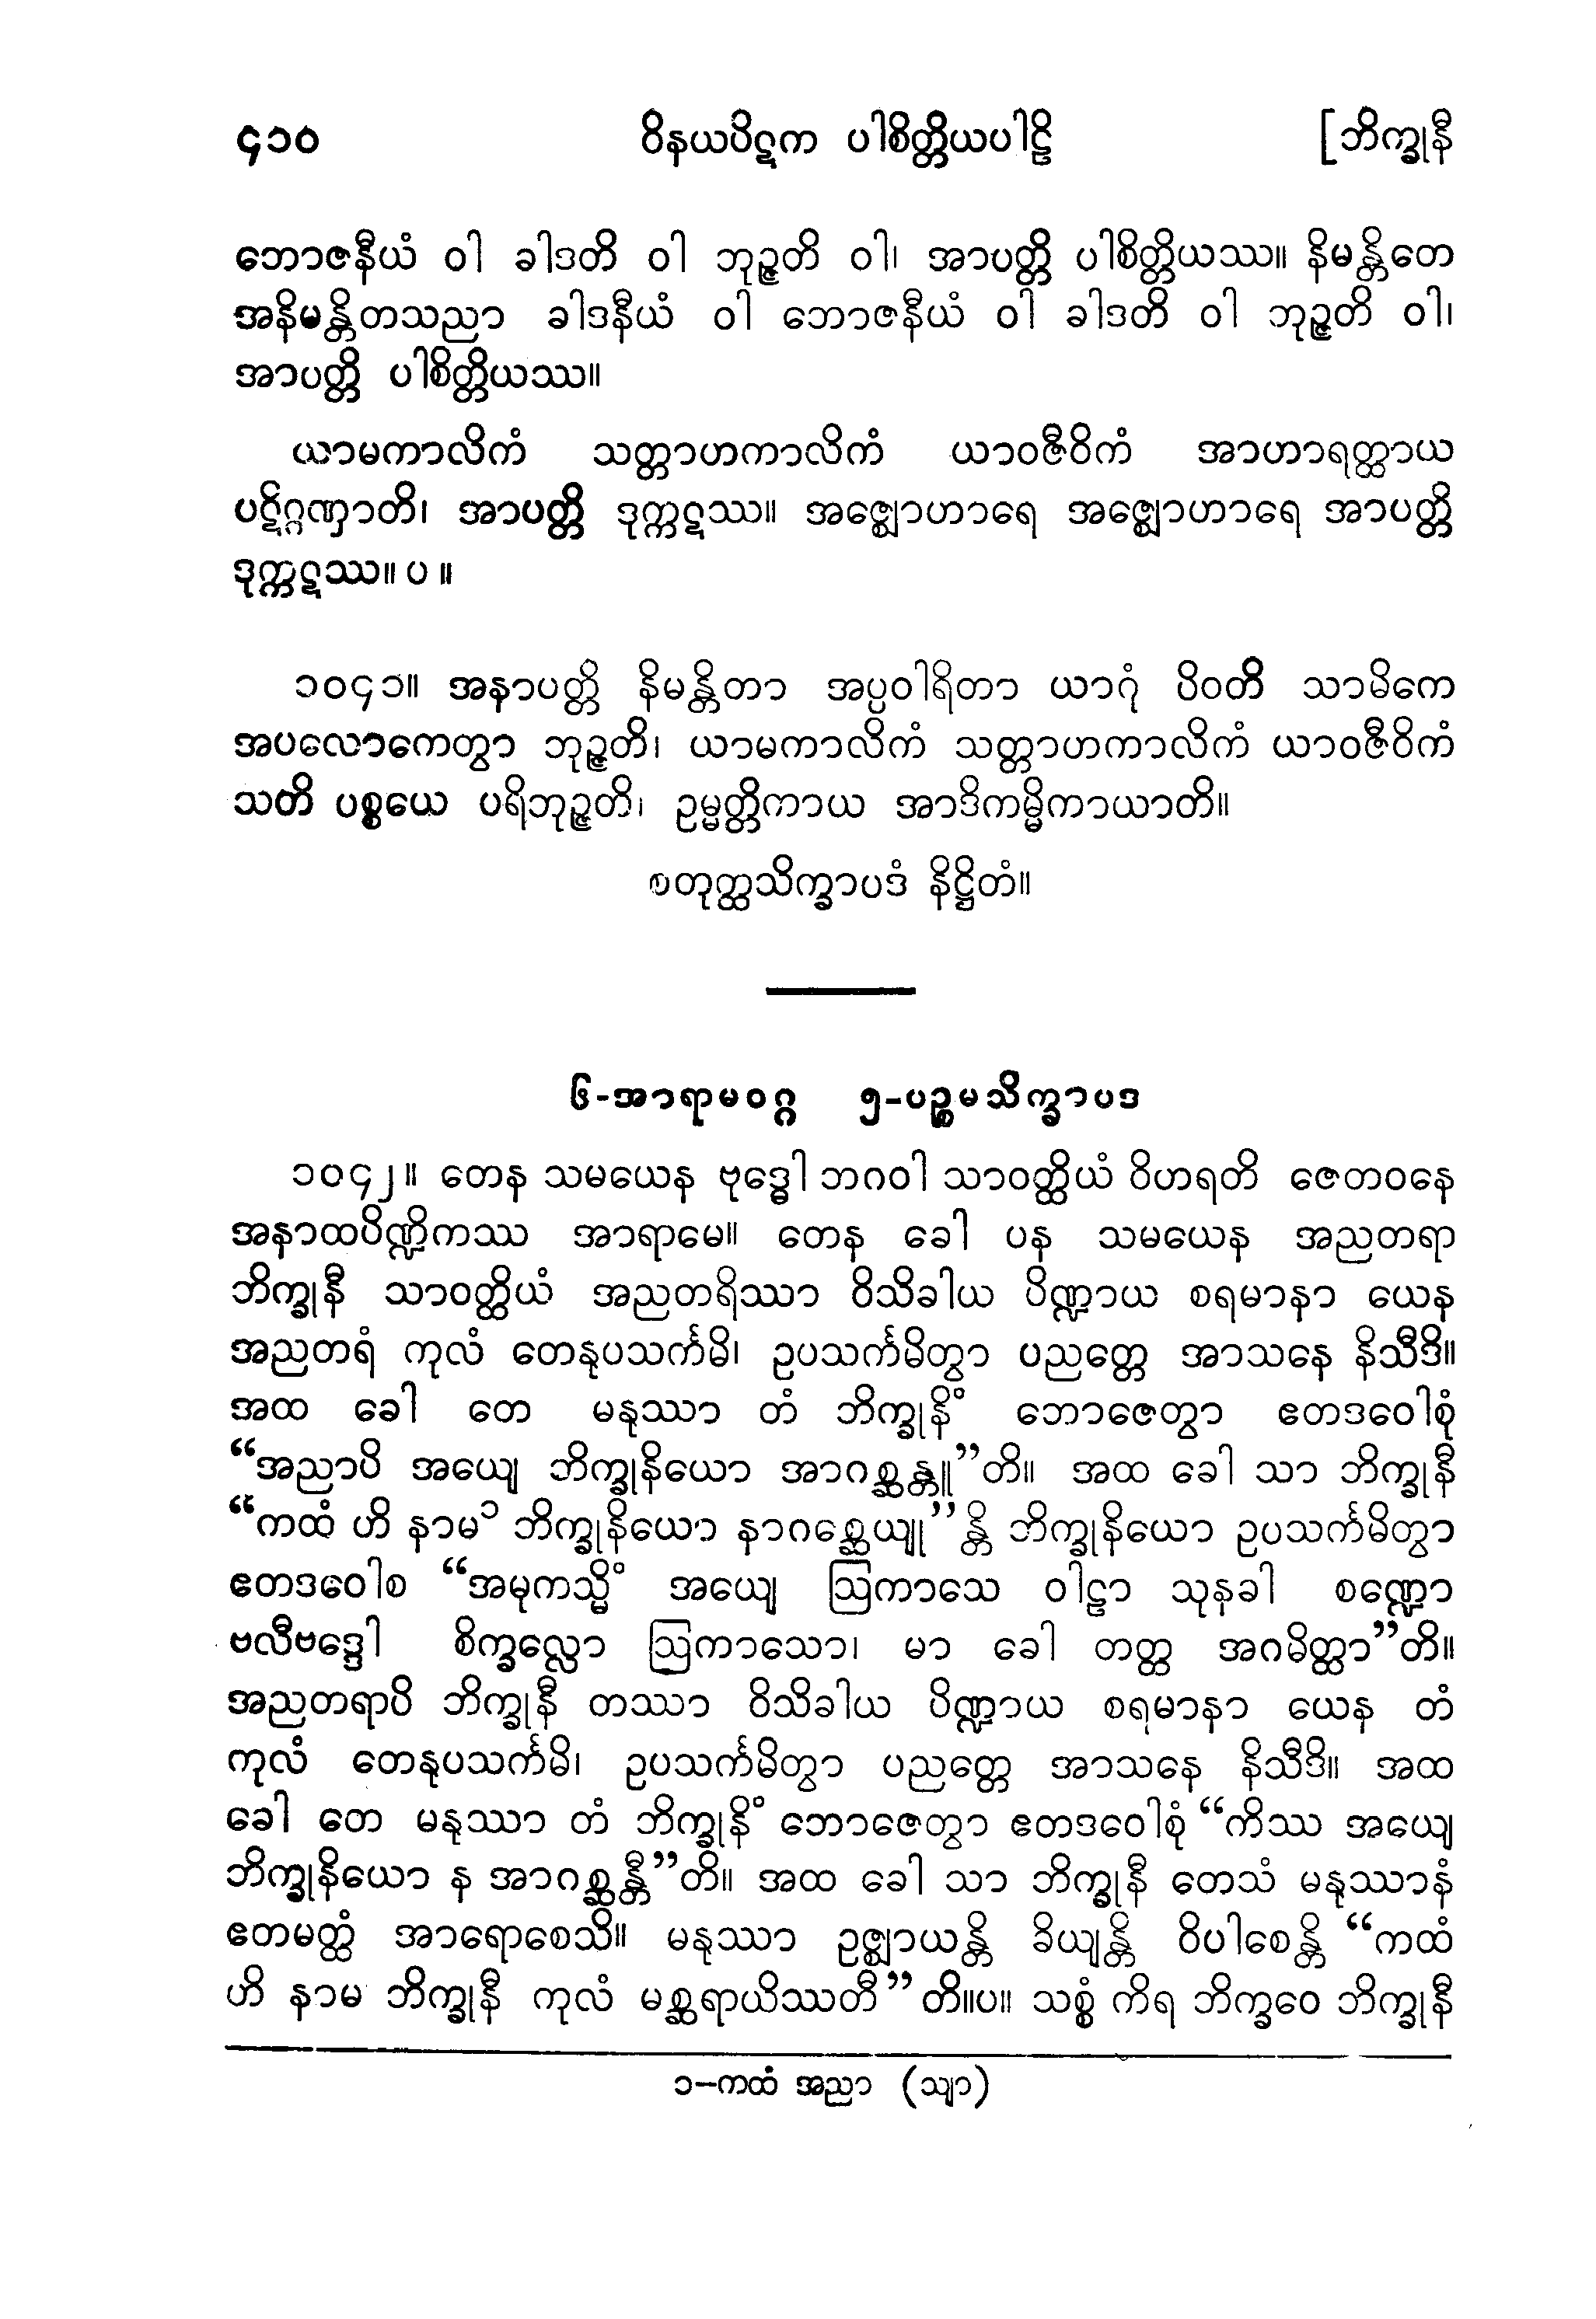 ၄၁၀ ဝိနယပိဋက ပါစိတ္တိယပါဠိ [ဘိက္ခုနီ
ဘောဇနီယံ ဝါ ခါဒတိ ဝါ ဘုဉ္ဇတိ ဝါ၊ အာပတ္တိ ပါစိတ္တိယဿ။ နိမန္တိတေ
အနိမန္တိတသညာ ခါဒနီယံ ဝါ ဘောဇနီယံ ဝါ ခါဒတိ ဝါ ဘုဉ္ဇတိ ဝါ၊
အာပတ္တိ ပါစိတ္တိယဿ။
ယာမကာလိကံ သတ္တာဟကာလိကံ ယာဝဇီဝိကံ အာဟာရတ္ထာယ
ပဋိဂ္ဂဏှာတိ၊ အာပတ္တိ ဒုက္ကဋဿ။ အဇ္ဈောဟာရေ အဇ္ဈောဟာရေ အာပတ္တိ
ဒုက္ကဋဿ။ ပ ။
၁၀၄၁။ အနာပတ္တိ နိမန္တိတာ အပ္ပဝါရိတာ ယာဂုံ ပိဝတိ သာမိကေ
အပလောကေတွာ ဘုဉ္ဇတိ၊ ယာမကာလိကံ သတ္တာဟကာလိကံ ယာဝဇီဝိကံ
သတိ ပစ္စယေ ပရိဘုဉ္ဇတိ၊ ဥမ္မတ္တိကာယ အာဒိကမ္မိကာယာတိ။
စတုတ္ထသိက္ခာပဒံ နိဋ္ဌိတံ။
၆-အာရာမဝဂ္ဂ ၅-ပဉ္စမသိက္ခာပဒ
၁၀၄၂။ တေန သမယေန ဗုဒ္ဓေါ ဘဂဝါ သာဝတ္ထိယံ ဝိဟရတိ ဇေတဝနေ
အနာထပိဏ္ဍိကဿ အာရာမေ။ တေန ခေါ ပန သမယေန အညတရာ
ဘိက္ခုနီ သာဝတ္ထိယံ အညတရိဿာ ဝိသိခါယ ပိဏ္ဍာယ စရမာနာ ယေန
အညတရံ ကုလံ တေနုပသင်္ကမိ၊ ဥပသင်္ကမိတွာ ပညတ္တေ အာသနေ နိသီဒိ။
အထ ခေါ တေ မနုဿာ တံ ဘိက္ခုနိံ ဘောဇေတွာ ဧတဒဝေါစုံ
“အညာပိ အယျေ ဘိက္ခုနိယော အာဂစ္ဆန္တူ”တိ။ အထ ခေါ သာ ဘိက္ခုနီ
“ကထံ ဟိ နာမ၁ ဘိက္ခုနိယော နာဂစ္ဆေယျု”န္တိ ဘိက္ခုနိယော ဥပသင်္ကမိတွာ
ဧတဒဝေါစ “အမုကသ္မိံ အယျေ ဩကာသေ ဝါဠာ သုနခါ စဏ္ဍော
ဗလီဗဒ္ဒေါ စိက္ခလ္လော ဩကာသော၊ မာ ခေါ တတ္ထ အဂမိတ္ထာ”တိ။
အညတရာပိ ဘိက္ခုနီ တဿာ ဝိသိခါယ ပိဏ္ဍာယ စရမာနာ ယေန တံ
ကုလံ တေနုပသင်္ကမိ၊ ဥပသင်္ကမိတွာ ပညတ္တေ အာသနေ နိသီဒိ။ အထ
ခေါ တေ မနုဿာ တံ ဘိက္ခုနိံ ဘောဇေတွာ ဧတဒဝေါစုံ “ကိဿ အယျေ
ဘိက္ခုနိယော န အာဂစ္ဆန္တီ”တိ။ အထ ခေါ သာ ဘိက္ခုနီ တေသံ မနုဿာနံ
ဧတမတ္ထံ အာရောစေသိ။ မနုဿာ ဥဇ္ဈာယန္တိ ခိယျန္တိ ဝိပါစေန္တိ “ကထံ
ဟိ နာမ ဘိက္ခုနီ ကုလံ မစ္ဆရာယိဿတီ”တိ။ပ။ သစ္စံ ကိရ ဘိက္ခဝေ ဘိက္ခုနီ
၁–ကထံ အညာ (သျာ)